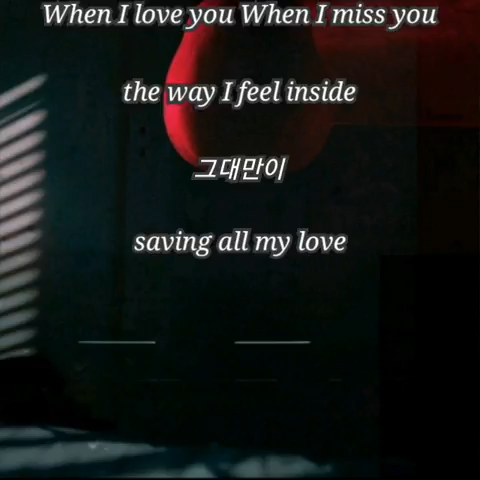 When I love you When I miss you
the way I feel inside
그대만이
saving all my love